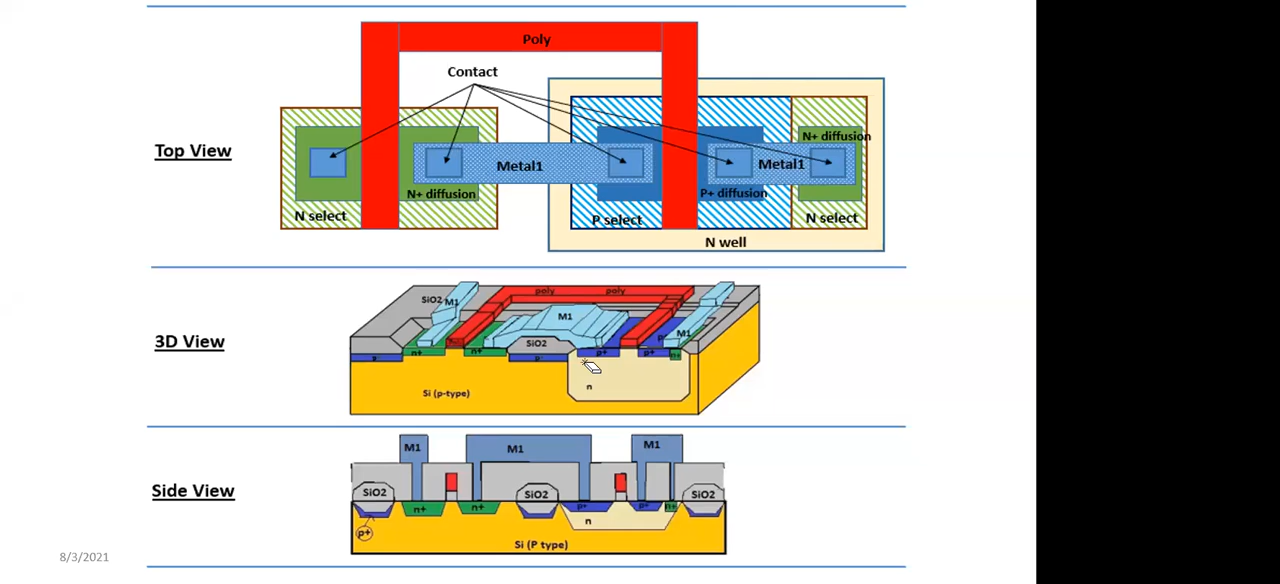 Poly
Contact
Top View
N+ diffusion
Metal1
Metal1
N+ diffusion
P+ diffusion
N select
P select
N select
N well
3D View
SiO2
M1
poly
poly
M1
M1
SiO2
n+
n+
p+
p+
n+
n
Si (p-type)
Side View
M1
M1
M1
SiO2
SiO2
SiO2
n+
n+
p+
p+
n+
p+
n
Si (P type)
8/3/2021